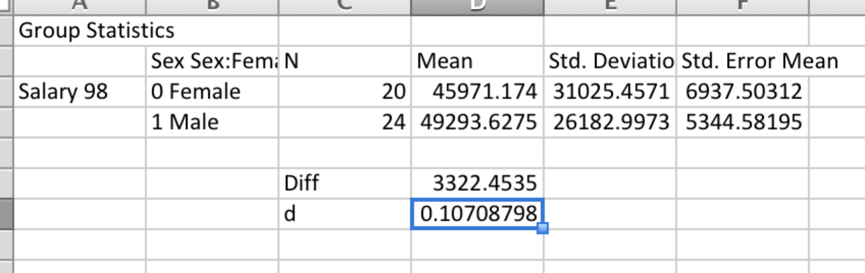 A B C D E F
Group Statistics
Sex Sex:Fema N Mean Std. Deviatio Std. Error Mean
Salary 98 0 Female 20 45971.174 31025.4571 6937.50312
1 Male 24 49293.6275 26182.9973 5344.58195
Diff 3322.4535
d 0.10708798